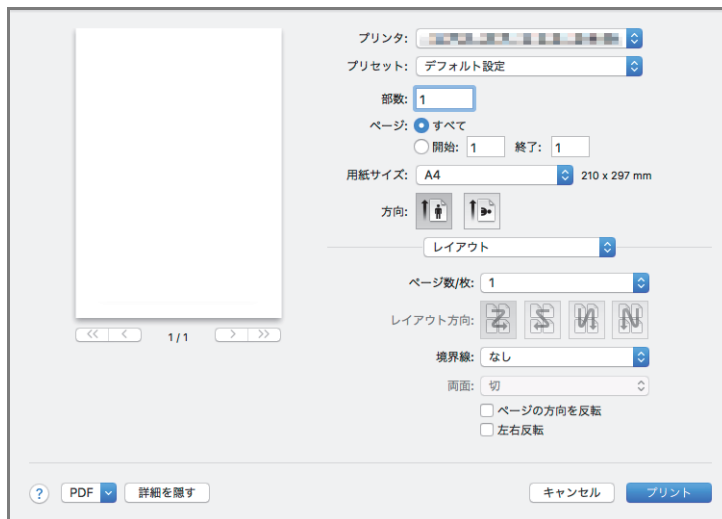 プリンタ:
プリセット: デフォルト設定
部数: 1
ページ: すべて
開始: 1 終了: 1
用紙サイズ: A4 210 x 297 mm
方向:
レイアウト
ページ数/枚: 1
レイアウト方向:
境界線: なし
両面: 切
ページの方向を反転
左右反転
<< < 1 / 1 > >>
? PDF 詳細を隠す キャンセル プリント